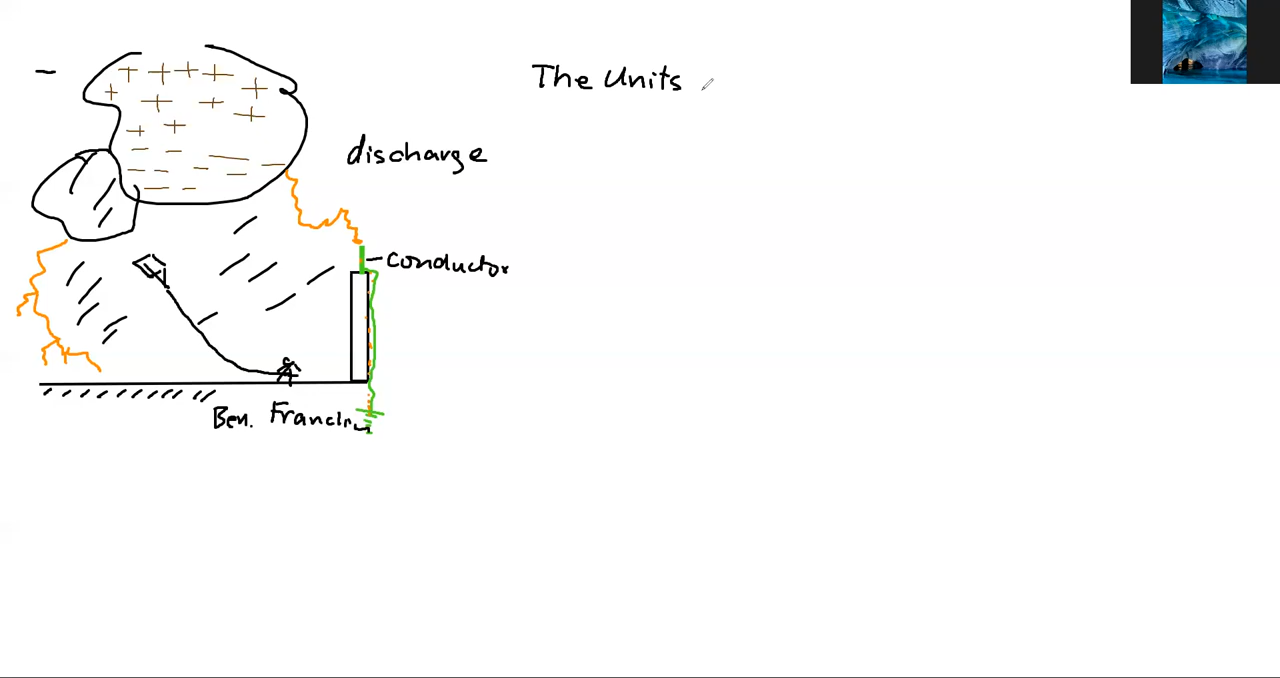 The Units
discharge
conductor
Ben. Franclin